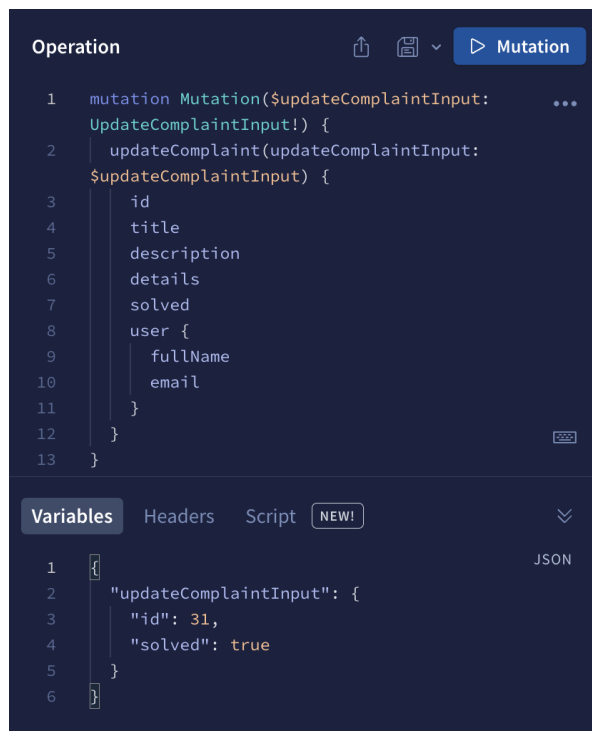 Operation
Mutation
1 mutation Mutation($updateComplaintInput:
UpdateComplaintInput!) {
2 updateComplaint(updateComplaintInput:
$updateComplaintInput) {
3 id
4 title
5 description
6 details
7 solved
8 user {
9 fullName
10 email
11 }
12 }
13 }
Variables Headers Script NEW!
JSON
1 {
2 "updateComplaintInput": {
3 "id": 31,
4 "solved": true
5 }
6 }